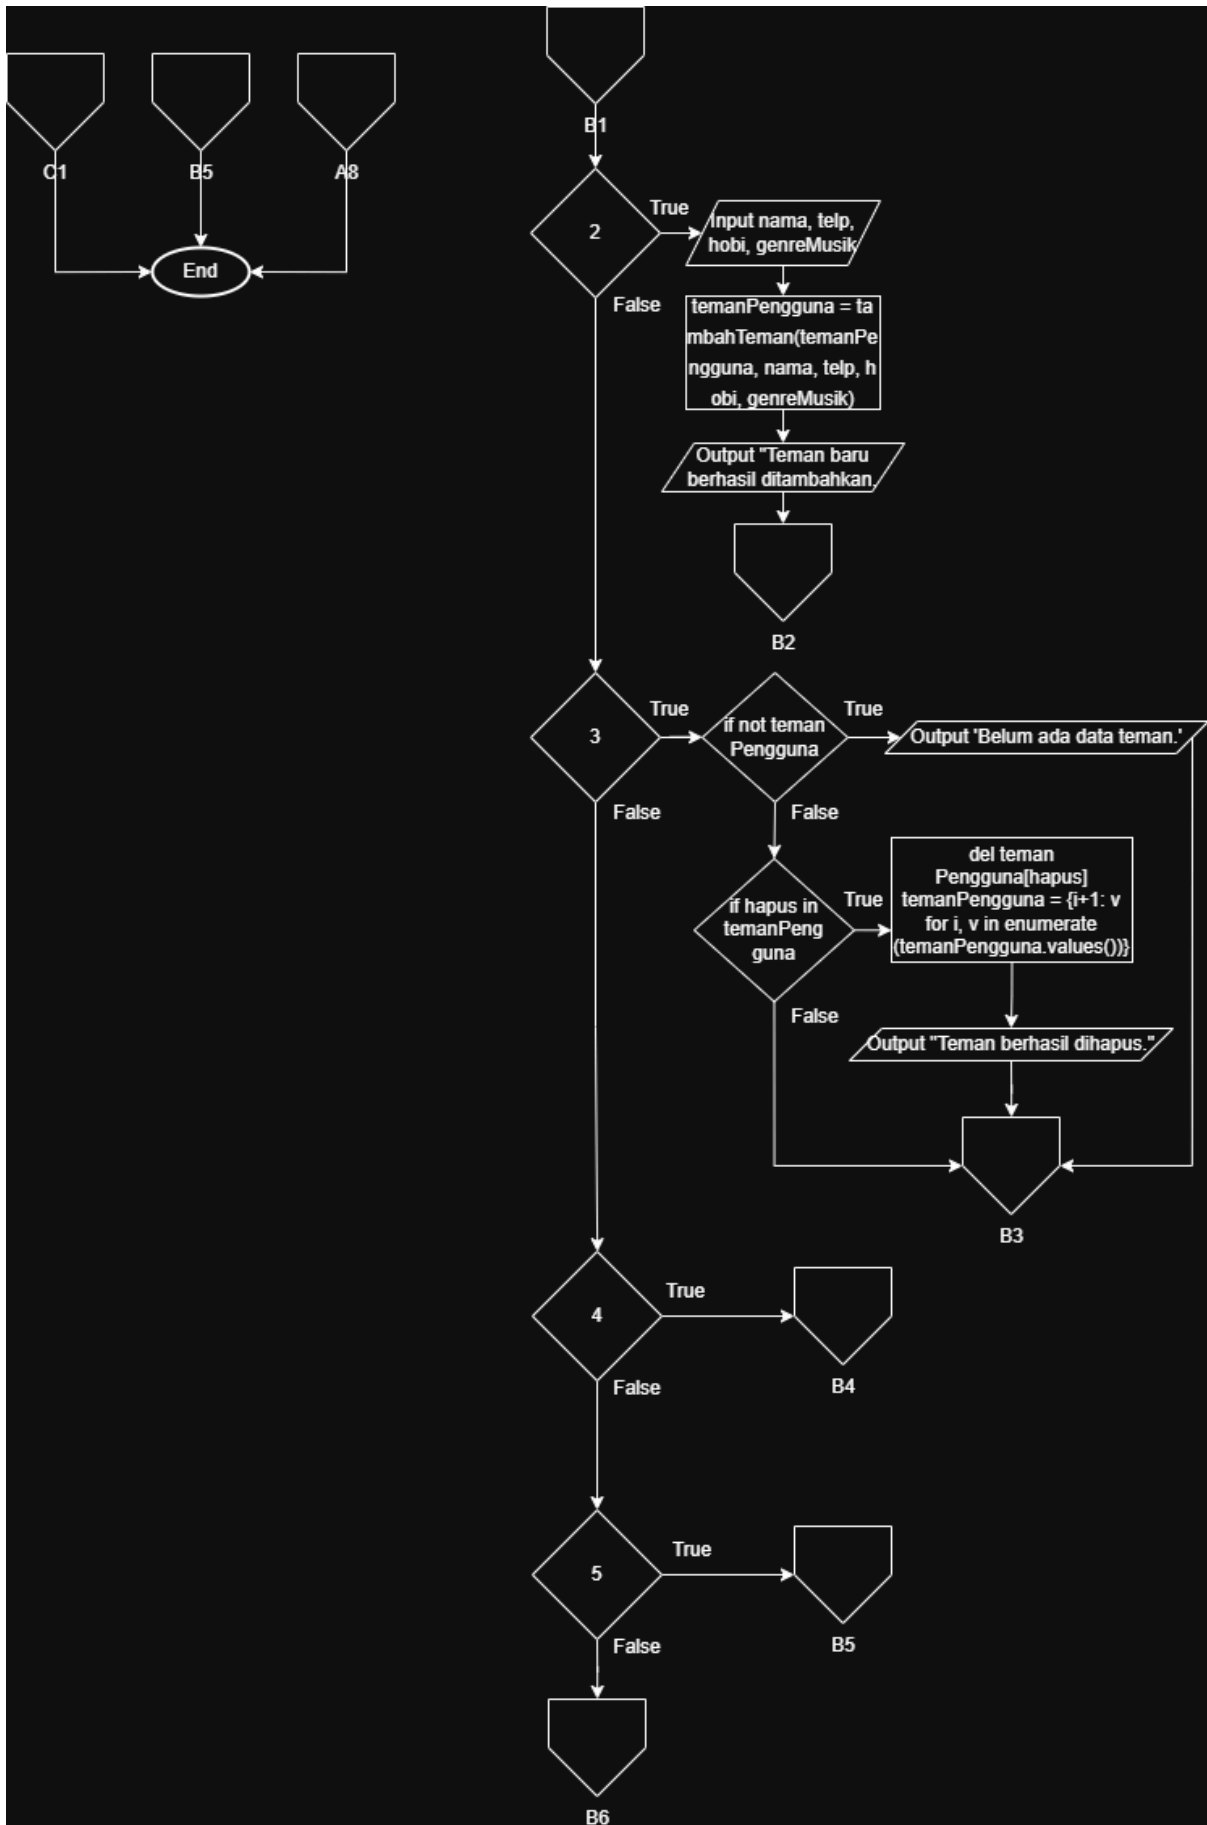 B1
C1
B5
A8
End
2
True
Input nama, telp,
hobi, genreMusik
False
temanPengguna = ta
mbahTeman(temanPe
ngguna, nama, telp, h
obi, genreMusik)
Output "Teman baru
berhasil ditambahkan.
B2
3
True
if not teman
Pengguna
True
Output 'Belum ada data teman.'
False
False
if hapus in
temanPeng
guna
True
del teman
Pengguna[hapus]
temanPengguna = {i+1: v
for i, v in enumerate
(temanPengguna.values())}
False
Output "Teman berhasil dihapus."
B3
4
True
B4
False
5
True
B5
False
B6